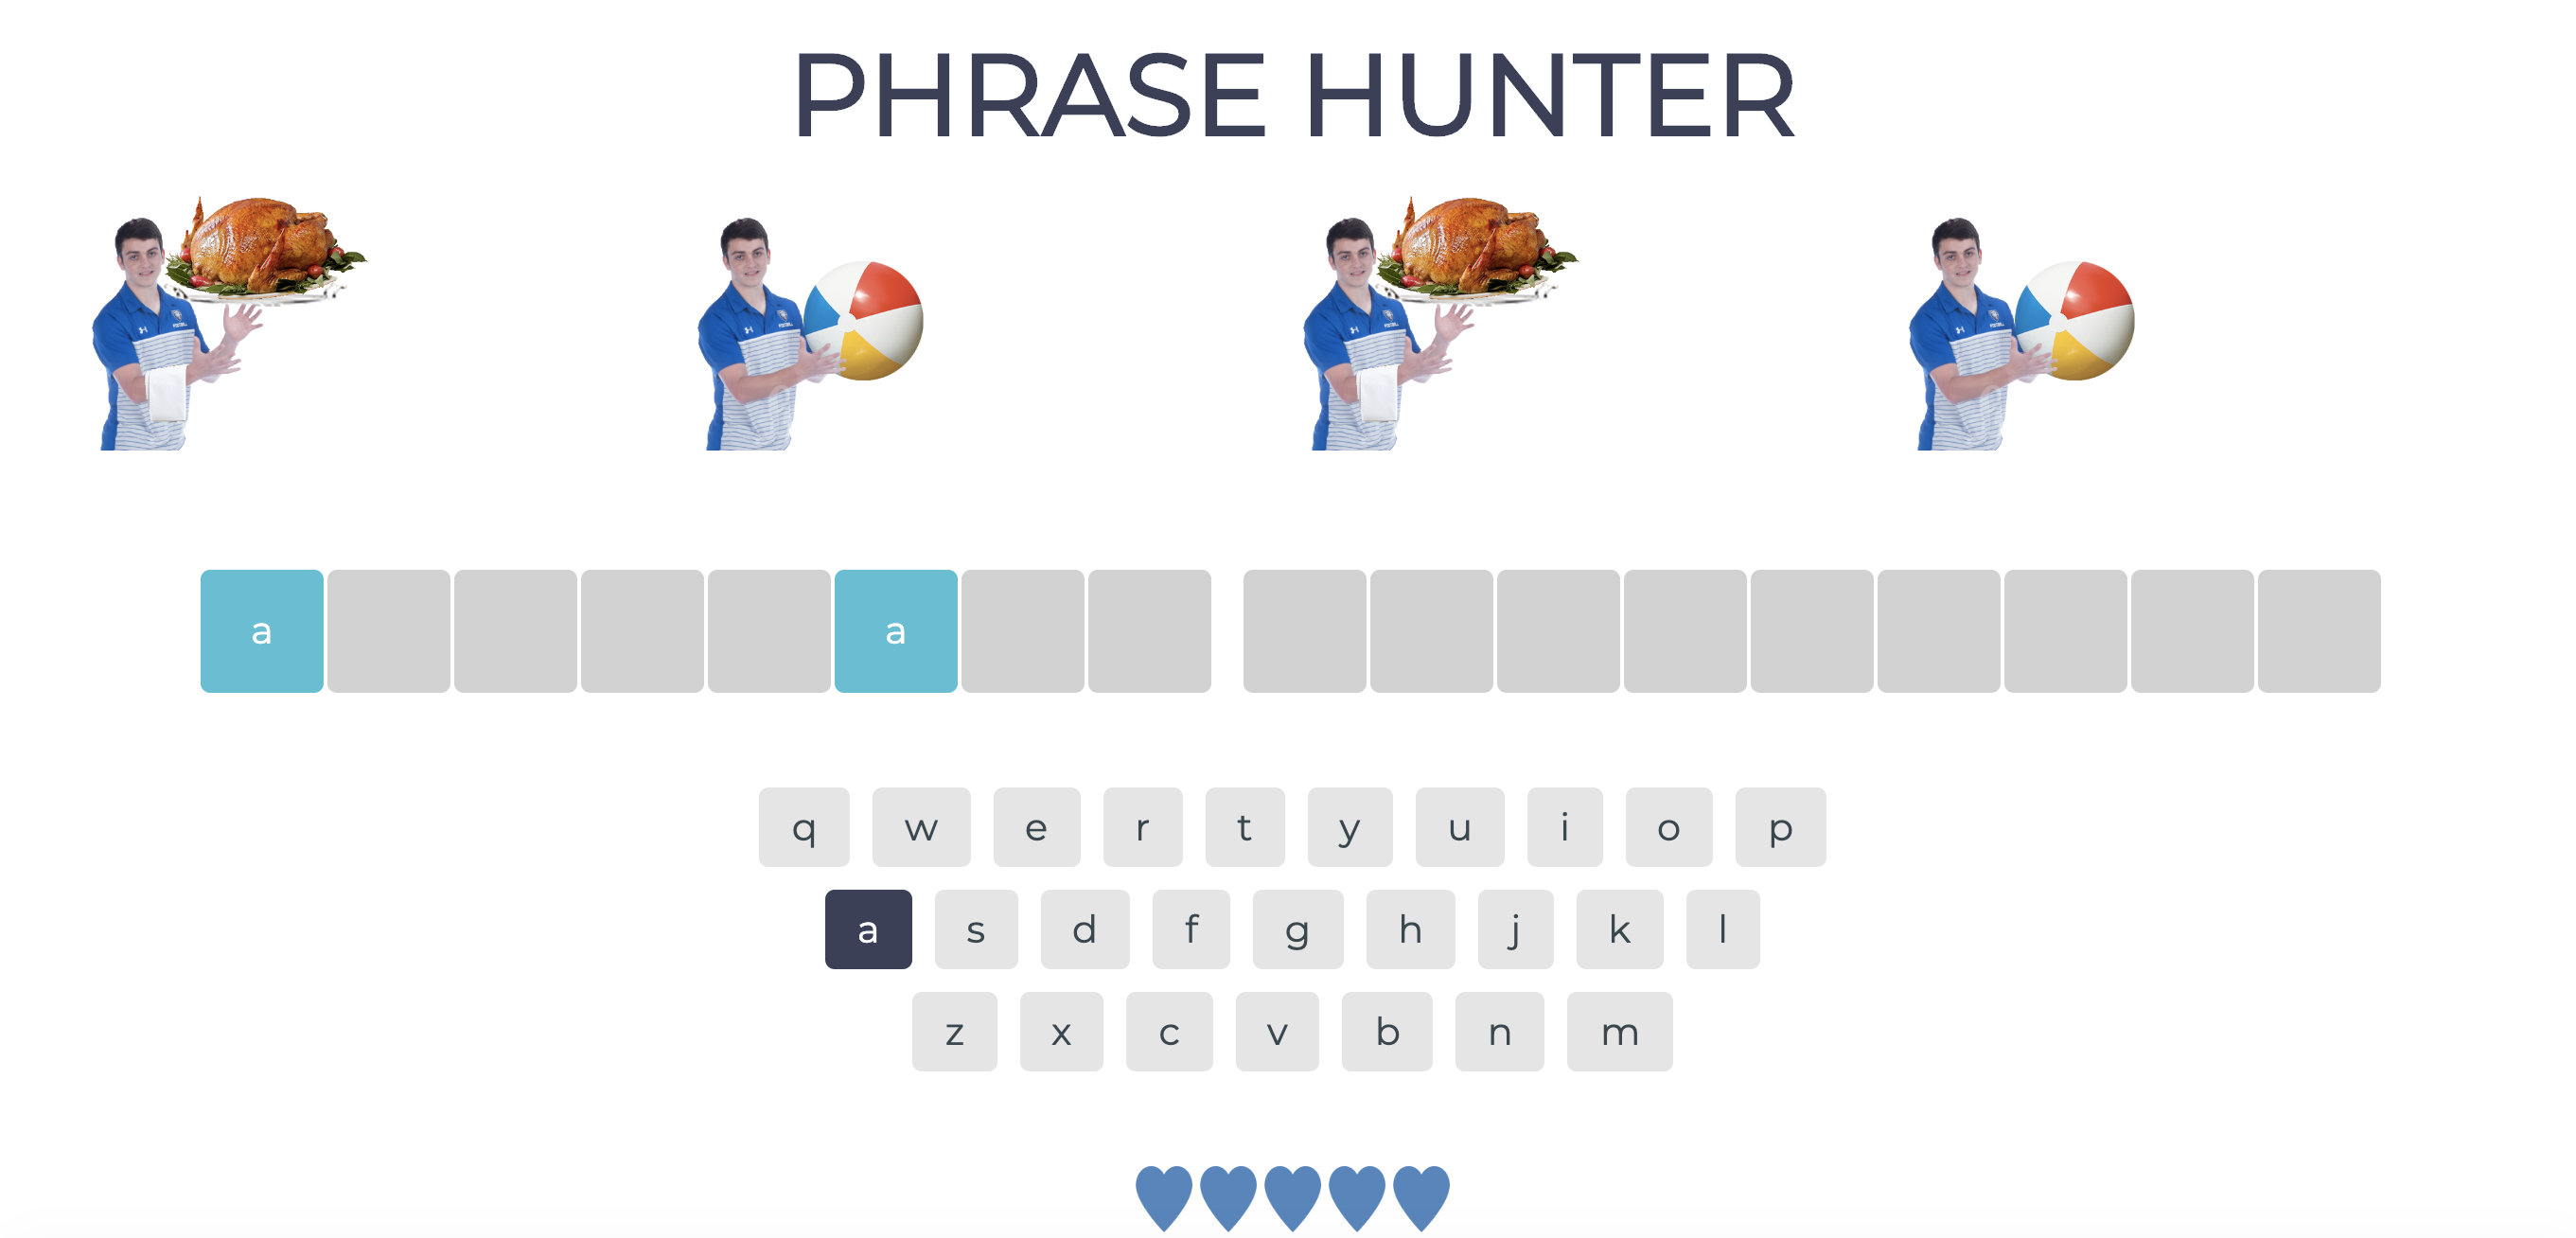 PHRASE HUNTER
a a
q w e r t y u i o p
a s d f g h j k l
z x c v b n m